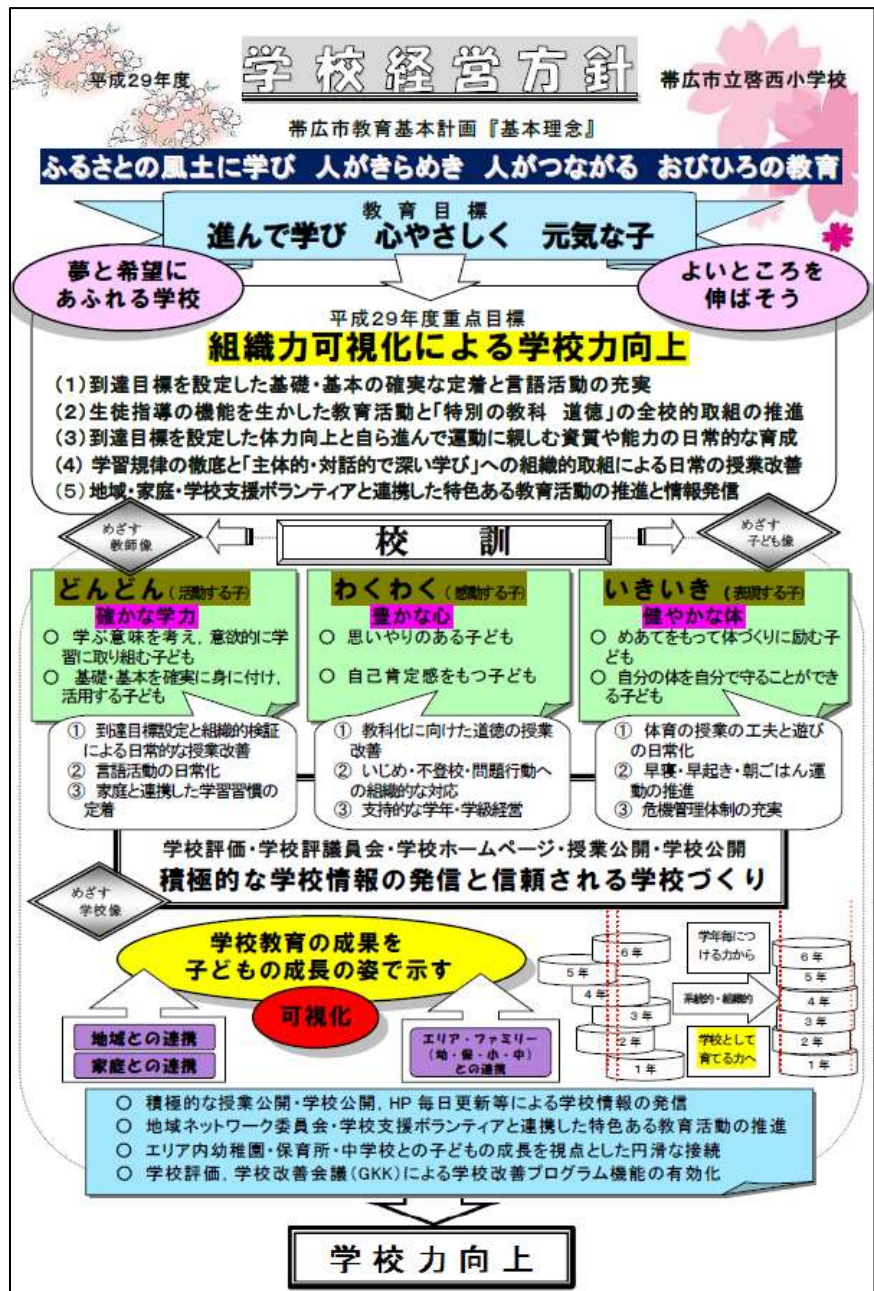 平成29年度
学校経営方針
帯広市立啓西小学校
帯広市教育基本計画『基本理念』
ふるさとの風土に学び 人がきらめき 人がつながる おびひろの教育
教育目標
進んで学び 心やさしく 元気な子
夢と希望に
あふれる学校
よいところを
伸ばそう
平成29年度重点目標
組織力可視化による学校力向上
(1)到達目標を設定した基礎・基本の確実な定着と言語活動の充実
(2)生徒指導の機能を生かした教育活動と「特別の教科 道徳」の全校的取組の推進
(3)到達目標を設定した体力向上と自ら進んで運動に親しむ資質や能力の日常的な育成
(4)学習規律の徹底と「主体的・対話的で深い学び」への組織的取組による日常の授業改善
(5)地域・家庭・学校支援ボランティアと連携した特色ある教育活動の推進と情報発信
めざす
教師像
校訓
めざす
子ども像
どんどん(活動する子)
確かな学力
○ 学ぶ意味を考え,意欲的に学
習に取り組む子ども
○ 基礎・基本を確実に身に付け,
活用する子ども
わくわく(感動する子)
豊かな心
○ 思いやりのある子ども
○ 自己肯定感をもつ子ども
いきいき(表現する子)
健やかな体
○ めあてをもって体づくりに励む子
ども
○ 自分の体を自分で守ることができ
る子ども
① 到達目標設定と組織的検証
による日常的な授業改善
② 言語活動の日常化
③ 家庭と連携した学習習慣の
定着
① 教科化に向けた道徳の授業
改善
② いじめ・不登校・問題行動へ
の組織的な対応
③ 支持的な学年・学級経営
① 体育の授業の工夫と遊び
の日常化
② 早寝・早起き・朝ごはん運
動の推進
③ 危機管理体制の充実
学校評価・学校評議員会・学校ホームページ・授業公開・学校公開
積極的な学校情報の発信と信頼される学校づくり
めざす
学校像
学校教育の成果を
子どもの成長の姿で示す
可視化
地域との連携
家庭との連携
エリア・ファミリー
(幼・保・小・中)
との連携
6年
5年
4年
3年
2年
1年
学年毎につ
ける力から
系統的・組織的
学校として
育てる力へ
6年
5年
4年
3年
2年
1年
○ 積極的な授業公開・学校公開,HP毎日更新等による学校情報の発信
○ 地域ネットワーク委員会・学校支援ボランティアと連携した特色ある教育活動の推進
○ エリア内幼稚園・保育所・中学校との子どもの成長を視点とした円滑な接続
○ 学校評価,学校改善会議(GKK)による学校改善プログラム機能の有効化
学校力向上